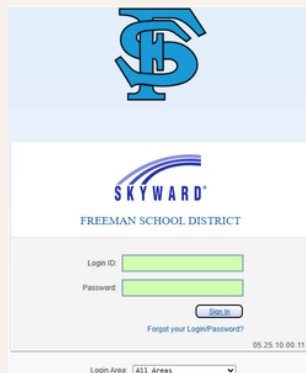 SKYWARD®
FREEMAN SCHOOL DISTRICT
Login ID:
Password:
Sign In
Forgot your Login/Password?
05.25.10.00.11
Login Area: All Areas